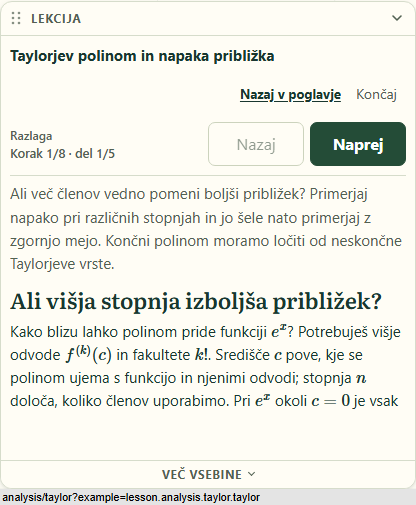 LEKCIJA
Taylorjev polinom in napaka približka
Nazaj v poglavje Končaj
Razlaga
Korak 1/8 · del 1/5
Nazaj
Naprej
Ali več členov vedno pomeni boljši približek? Primerjaj
napako pri različnih stopnjah in jo šele nato primerjaj z
zgornjo mejo. Končni polinom moramo ločiti od neskončne
Taylorjeve vrste.
Ali višja stopnja izboljša približek?
Kako blizu lahko polinom pride funkciji e^x? Potrebuješ višje
odvode f^(k)(c) in fakultete k!. Središče c pove, kje se
polinom ujema s funkcijo in njenimi odvodi; stopnja n
določa, koliko členov uporabimo. Pri e^x okoli c = 0 je vsak
VEČ VSEBINE
analysis/taylor?example=lesson.analysis.taylor.taylor